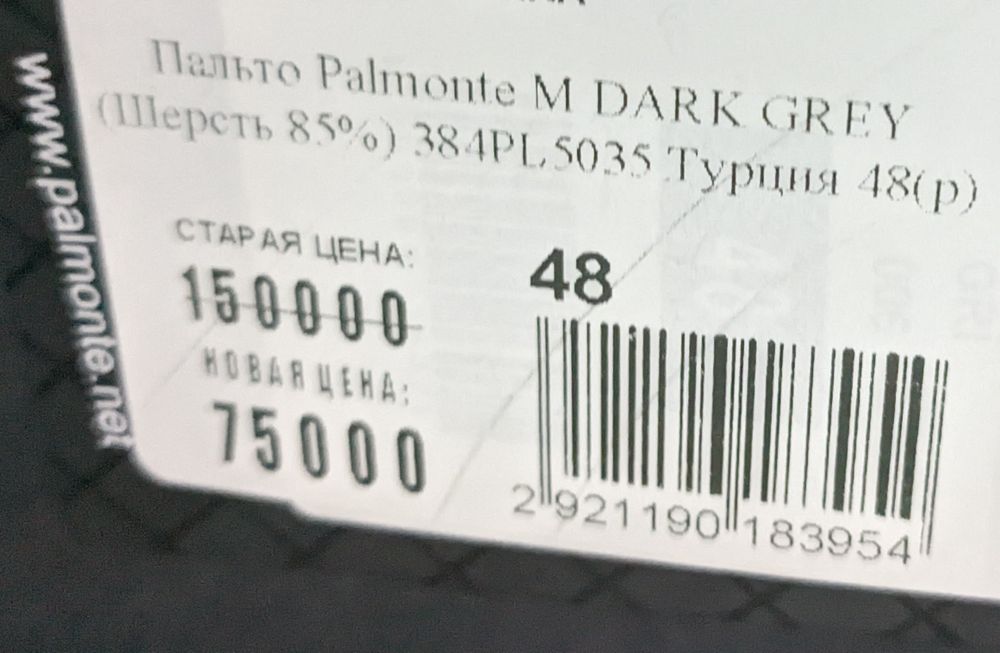 Пальто Palmonte M DARK GREY
(Шерсть 85%) 384PL5035 Турция 48(р)
СТАРАЯ ЦЕНА:
150000
НОВАЯ ЦЕНА:
75000
48
2 921190 183954
www.palmonte.net